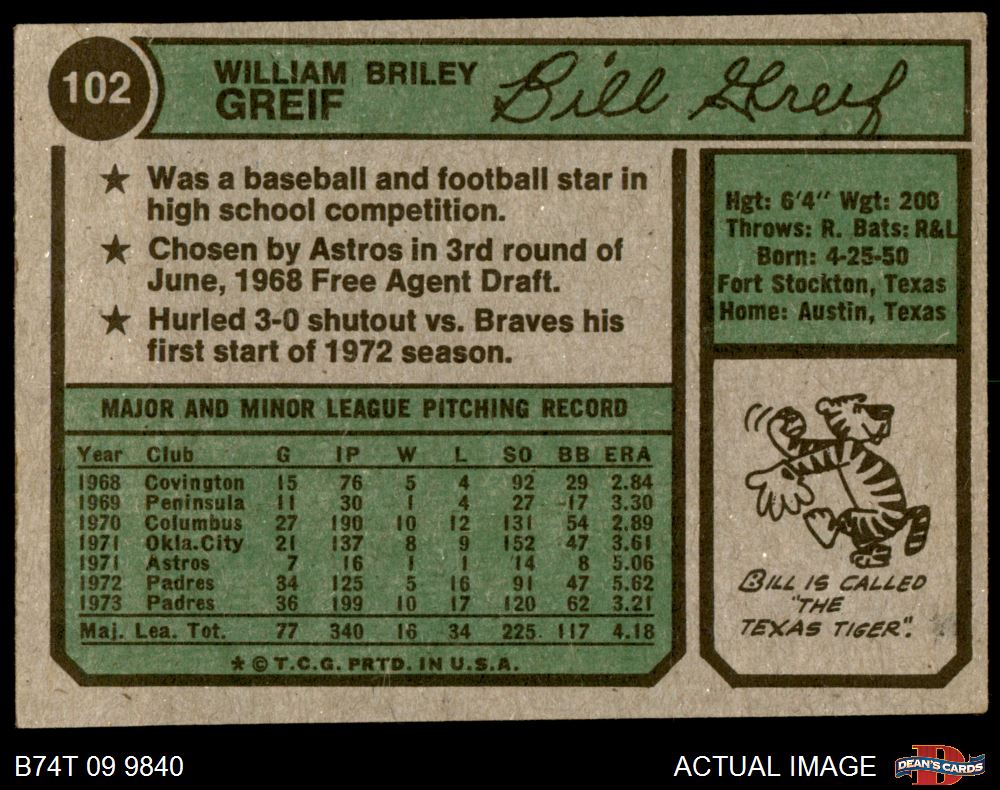 102
WILLIAM BRILEY
GREIF
Bill Greif
★ Was a baseball and football star in
high school competition.
★ Chosen by Astros in 3rd round of
June, 1968 Free Agent Draft.
★ Hurled 3-0 shutout vs. Braves his
first start of 1972 season.
Hgt: 6'4" Wgt: 200
Throws: R. Bats: R&L
Born: 4-25-50
Fort Stockton, Texas
Home: Austin, Texas
MAJOR AND MINOR LEAGUE PITCHING RECORD
Year Club G IP W L SO BB ERA
1968 Covington 15 76 5 4 92 29 2.84
1969 Peninsula 11 30 1 4 27 17 3.30
1970 Columbus 27 190 10 12 131 54 2.89
1971 Okla.City 21 137 8 9 152 47 3.61
1971 Astros 7 16 1 1 14 8 5.06
1972 Padres 34 125 5 16 91 47 5.62
1973 Padres 36 199 10 17 120 62 3.21
Maj. Lea. Tot. 77 340 16 34 225 117 4.18
★ © T.C.G. PRTD. IN U.S.A.
BILL IS CALLED
"THE
TEXAS TIGER".
B74T 09 9840
ACTUAL IMAGE
DEAN'S CARDS